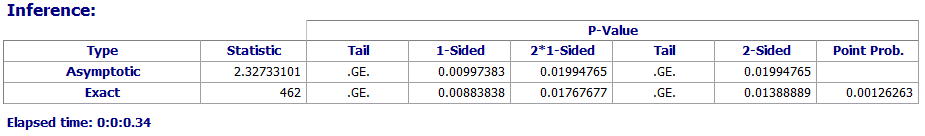 Inference:
P-Value
Type Statistic Tail 1-Sided 2*1-Sided Tail 2-Sided Point Prob.
Asymptotic 2.32733101 .GE. 0.00997383 0.01994765 .GE. 0.01994765
Exact 462 .GE. 0.00883838 0.01767677 .GE. 0.01388889 0.00126263
Elapsed time: 0:0:0.34